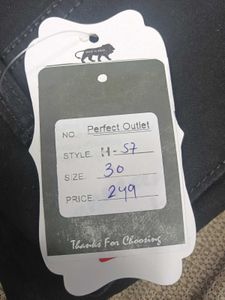 NO. Perfect Outlet
STYLE H-57
SIZE: 30
PRICE: 249
Thanks For Choosing